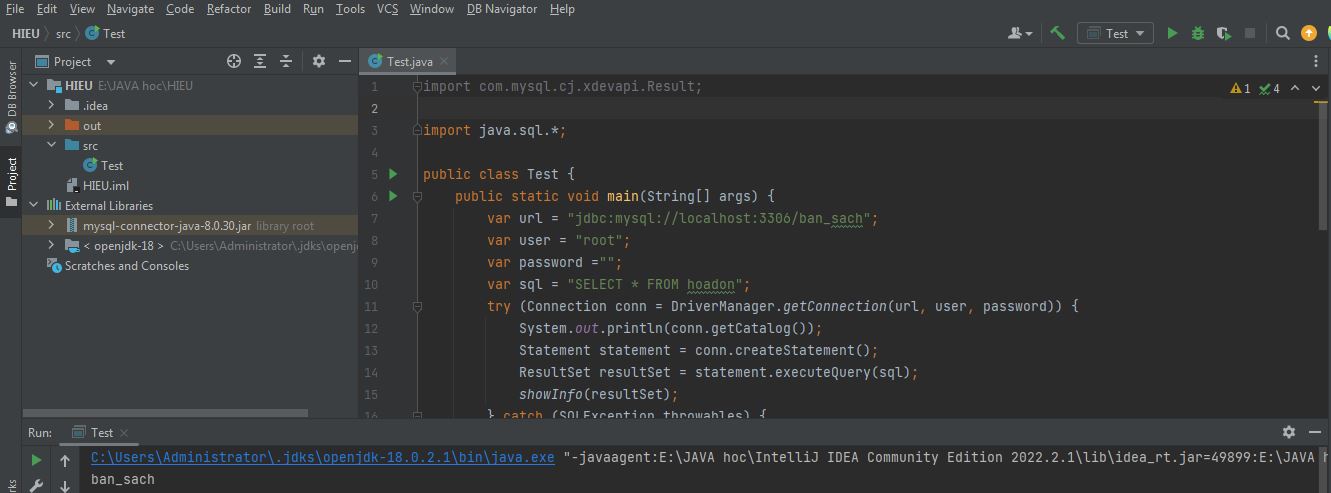 File Edit View Navigate Code Refactor Build Run Tools VCS Window DB Navigator Help
HIEU src Test
Test
Project
Test.java
DB Browser
Project
HIEU E:\JAVA hoc\HIEU
.idea
out
src
Test
HIEU.iml
External Libraries
mysql-connector-java-8.0.30.jar library root
< openjdk-18 > C:\Users\Administrator\.jdks\openj
Scratches and Consoles
1 import com.mysql.cj.xdevapi.Result;
2
3 import java.sql.*;
4
5 public class Test {
6 public static void main(String[] args) {
7 var url = "jdbc:mysql://localhost:3306/ban_sach";
8 var user = "root";
9 var password ="";
10 var sql = "SELECT * FROM hoadon";
11 try (Connection conn = DriverManager.getConnection(url, user, password)) {
12 System.out.println(conn.getCatalog());
13 Statement statement = conn.createStatement();
14 ResultSet resultSet = statement.executeQuery(sql);
15 showInfo(resultSet);
16 } catch (SQLException throwables) {
1 4
Run: Test
C:\Users\Administrator\.jdks\openjdk-18.0.2.1\bin\java.exe "-javaagent:E:\JAVA hoc\IntelliJ IDEA Community Edition 2022.2.1\lib\idea_rt.jar=49899:E:\JAVA h
ban_sach